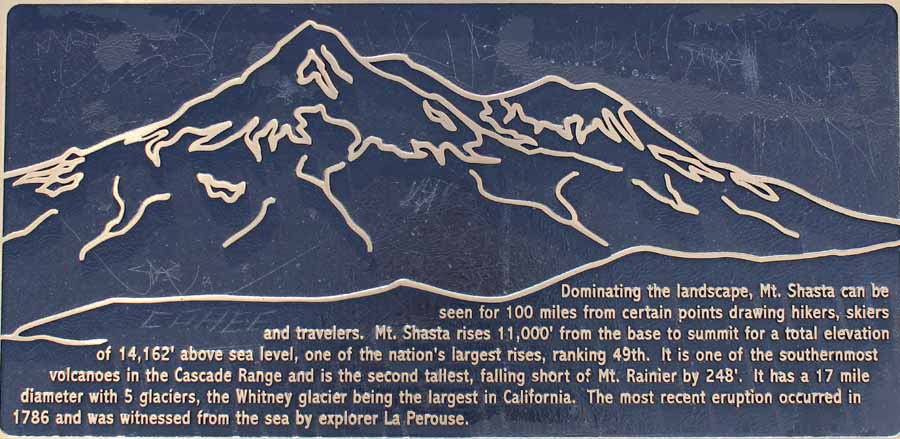 Dominating the landscape, Mt. Shasta can be
seen for 100 miles from certain points drawing hikers, skiers
and travelers. Mt. Shasta rises 11,000' from the base to summit for a total elevation
of 14,162' above sea level, one of the nation's largest rises, ranking 49th. It is one of the southernmost
volcanoes in the Cascade Range and is the second tallest, falling short of Mt. Rainier by 248'. It has a 17 mile
diameter with 5 glaciers, the Whitney glacier being the largest in California. The most recent eruption occurred in
1786 and was witnessed from the sea by explorer La Perouse.